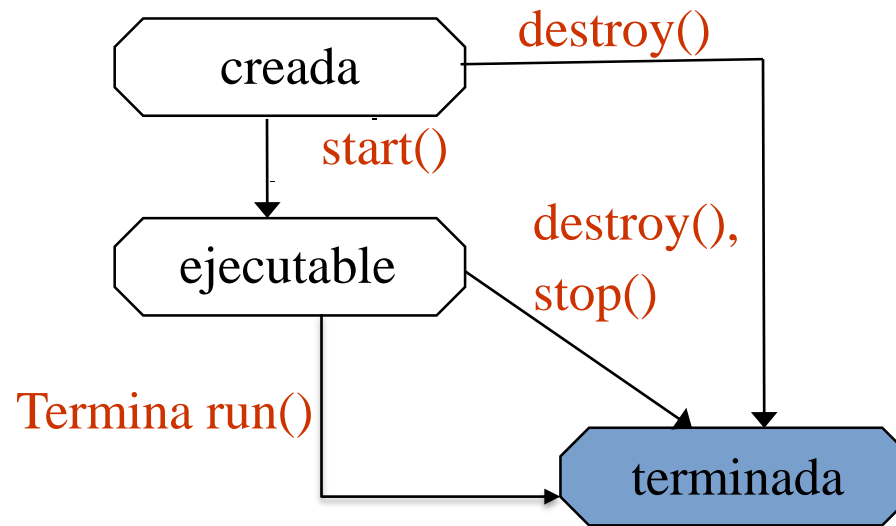 destroy()
creada
start()
destroy(),
stop()
ejecutable
Termina run()
terminada